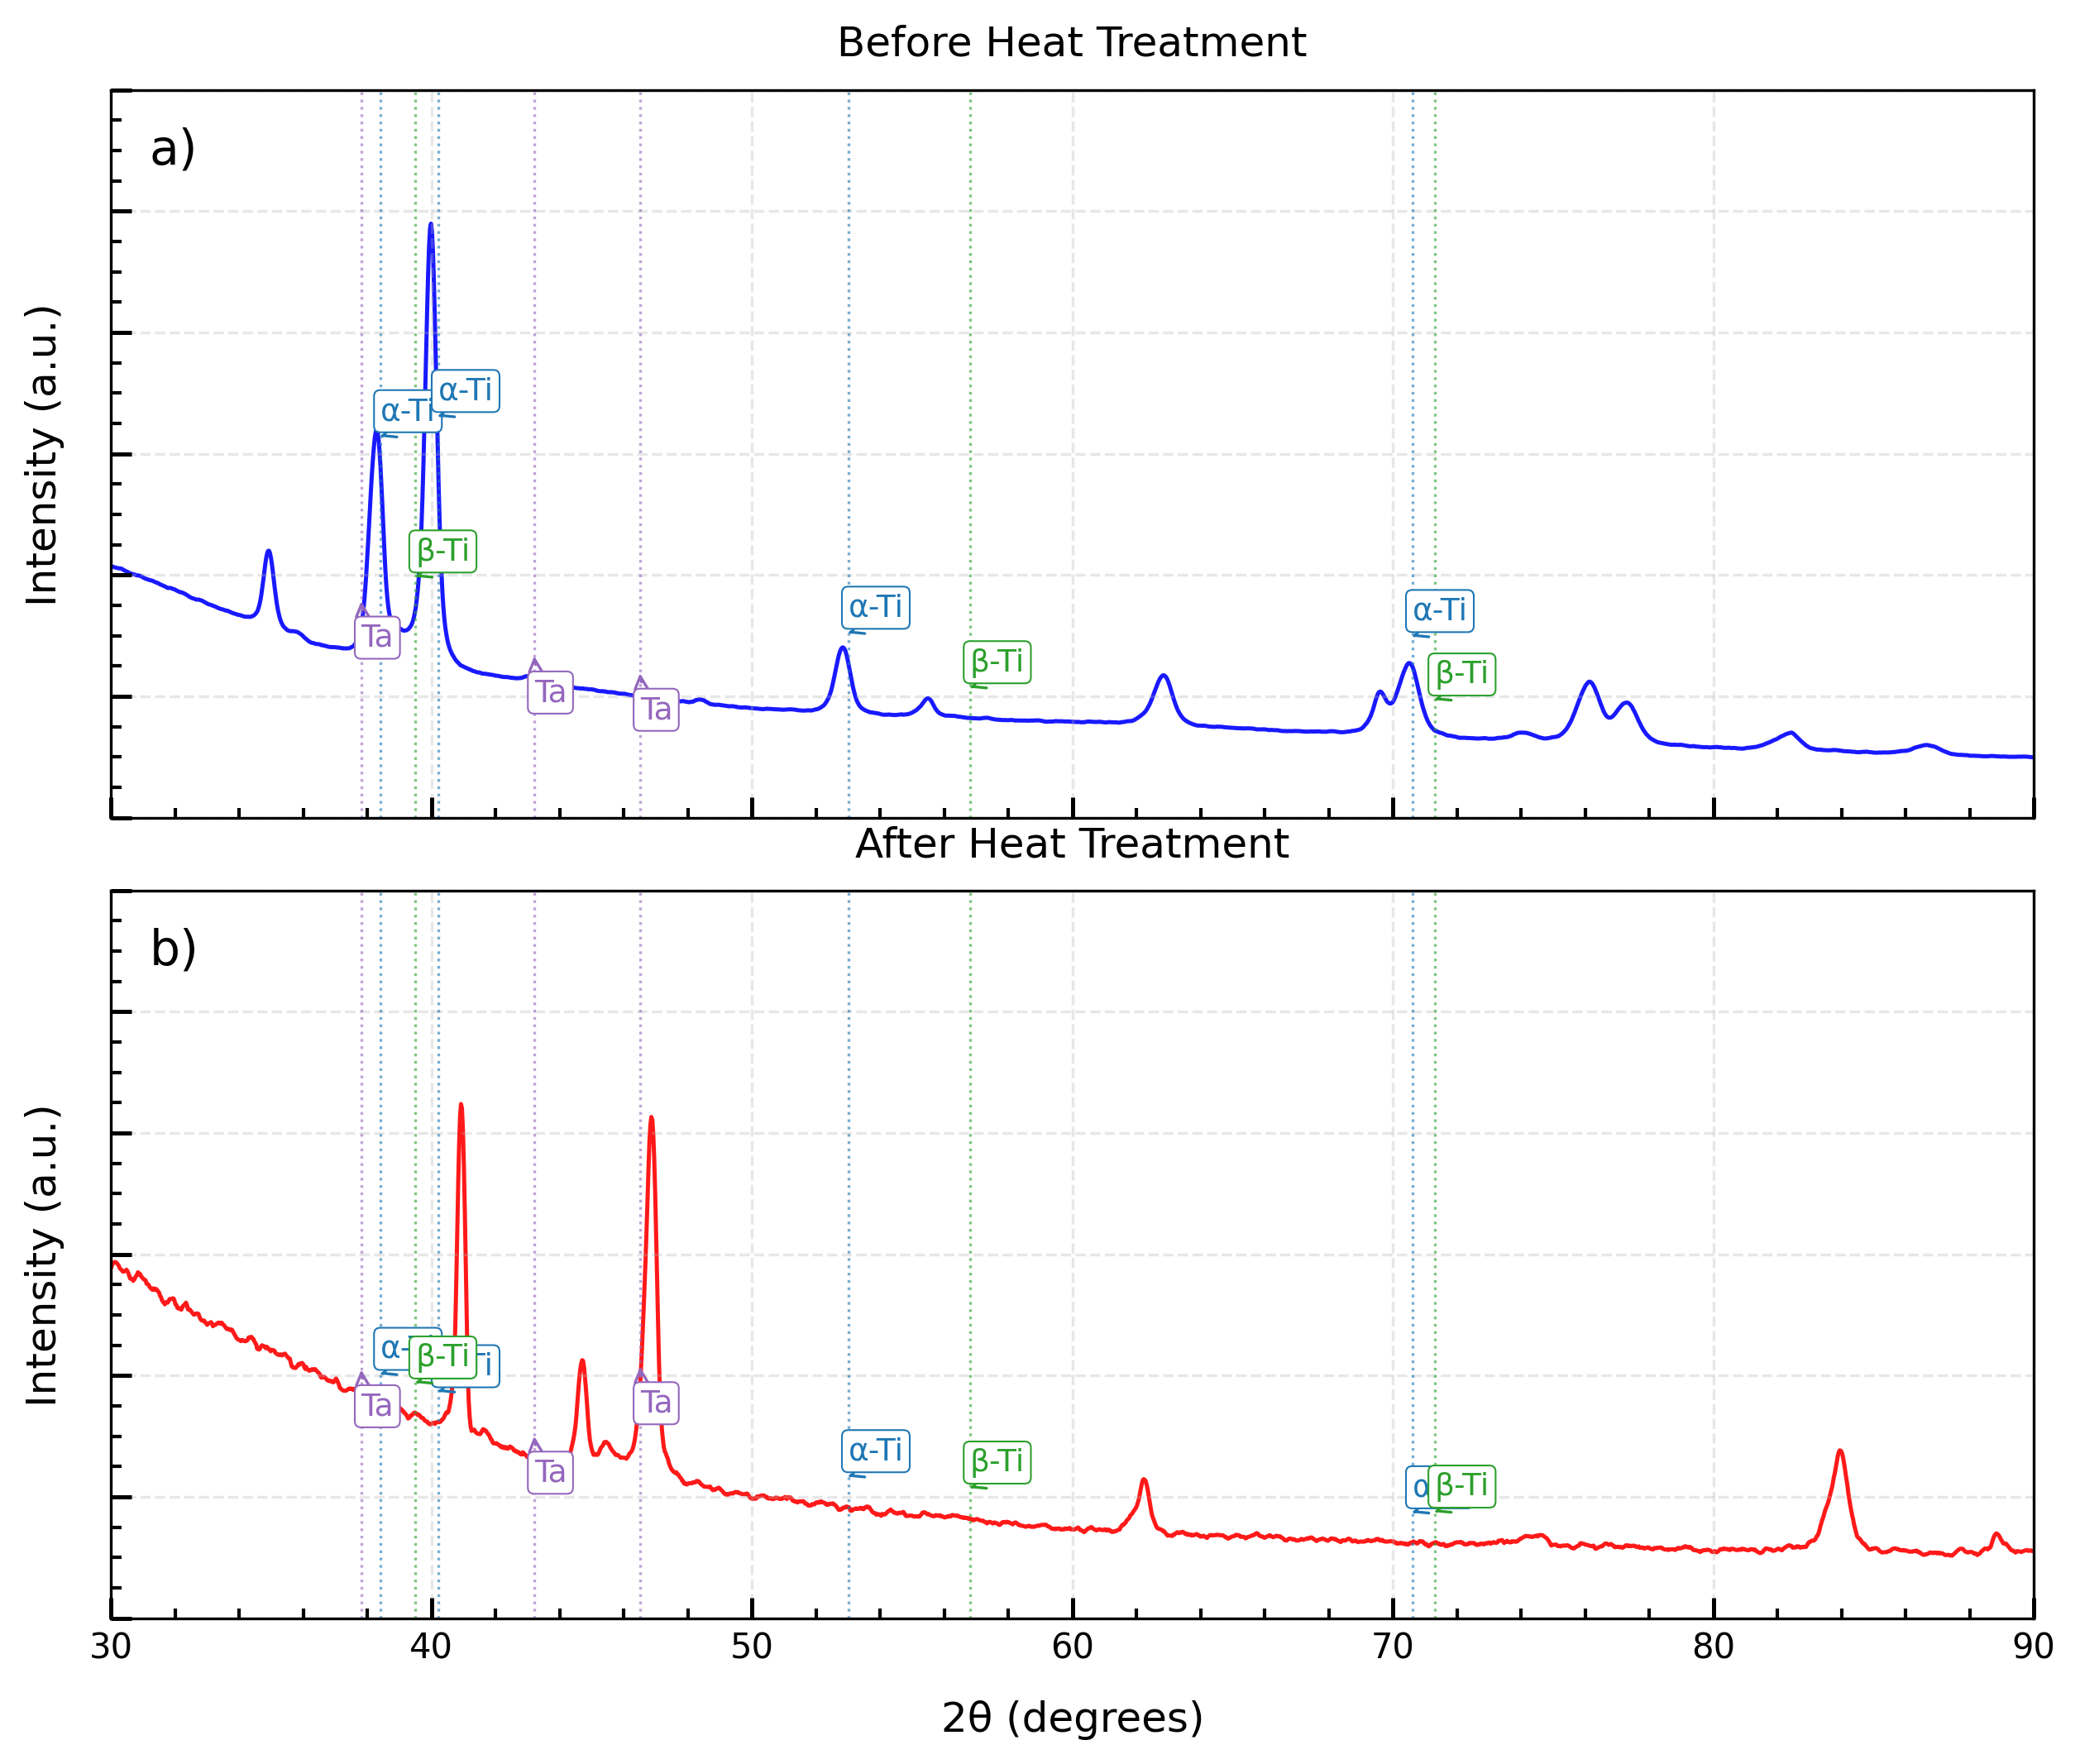 Before Heat Treatment
a)
Intensity (a.u.)
α-Ti
α-Ti
β-Ti
Ta
Ta
Ta
α-Ti
β-Ti
α-Ti
β-Ti
After Heat Treatment
b)
Intensity (a.u.)
α-
β-Ti
Ti
Ta
Ta
Ta
α-Ti
β-Ti
α
β-Ti
30 40 50 60 70 80 90
2θ (degrees)